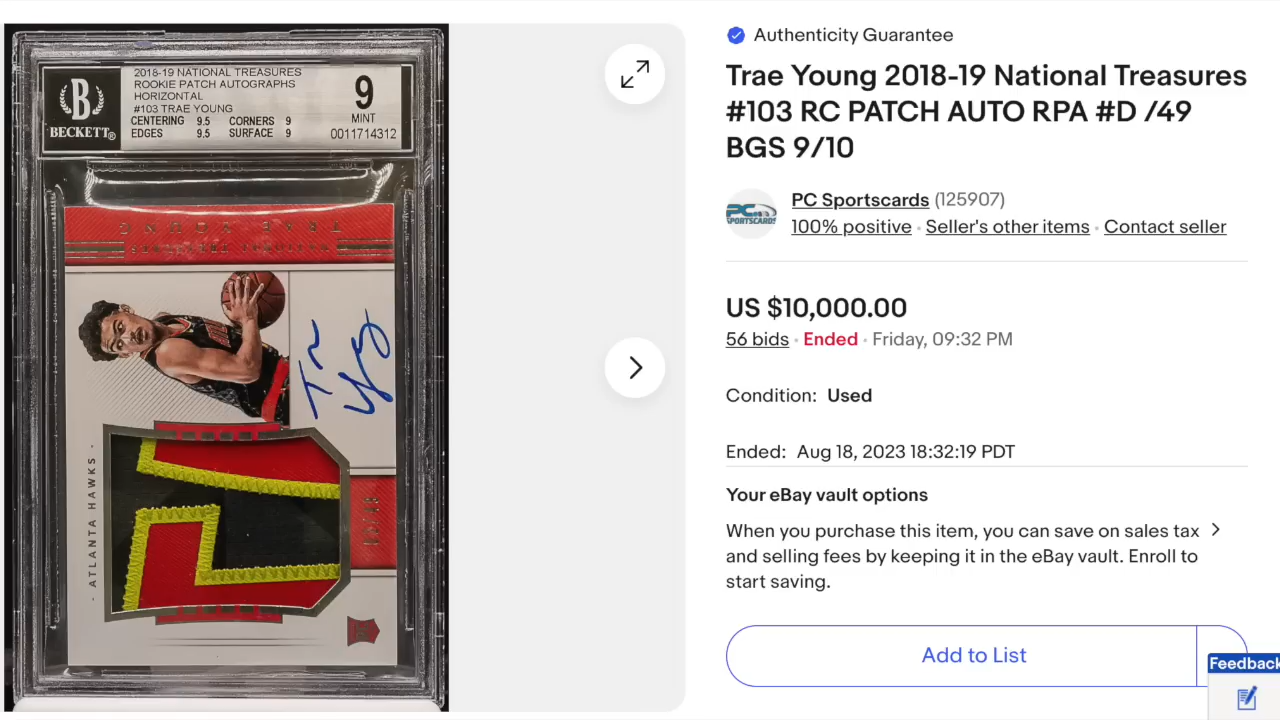 2018-19 NATIONAL TREASURES
ROOKIE PATCH AUTOGRAPHS
HORIZONTAL
#103 TRAE YOUNG
CENTERING 9.5 CORNERS 9
EDGES 9.5 SURFACE 9
B
BECKETT®
9
MINT
0011714312
TRAE YOUNG
ATLANTA HAWKS
Authenticity Guarantee
Trae Young 2018-19 National Treasures
#103 RC PATCH AUTO RPA #D /49
BGS 9/10
PC
SPORTSCARDS
PC Sportscards (125907)
100% positive · Seller's other items · Contact seller
US $10,000.00
56 bids · Ended · Friday, 09:32 PM
Condition: Used
Ended: Aug 18, 2023 18:32:19 PDT
Your eBay vault options
When you purchase this item, you can save on sales tax
and selling fees by keeping it in the eBay vault. Enroll to
start saving.
Add to List
Feedback